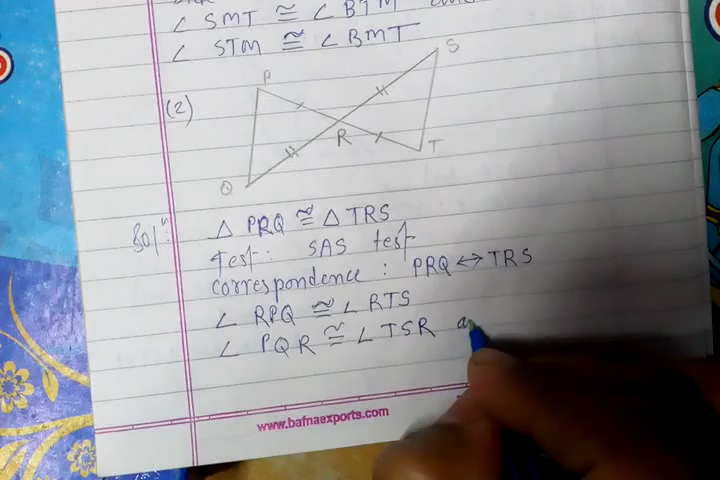 ∠ SMT ≅ ∠ BTM
∠ STM ≅ ∠ BMT
(2)
P
S
R
T
Q
Solⁿ:
△ PRQ ≅ △ TRS
Test: SAS test
correspondence : PRQ ↔ TRS
∠ RPQ ≅ ∠ RTS
∠ PQR ≅ ∠ TSR a
www.bafnaexports.com